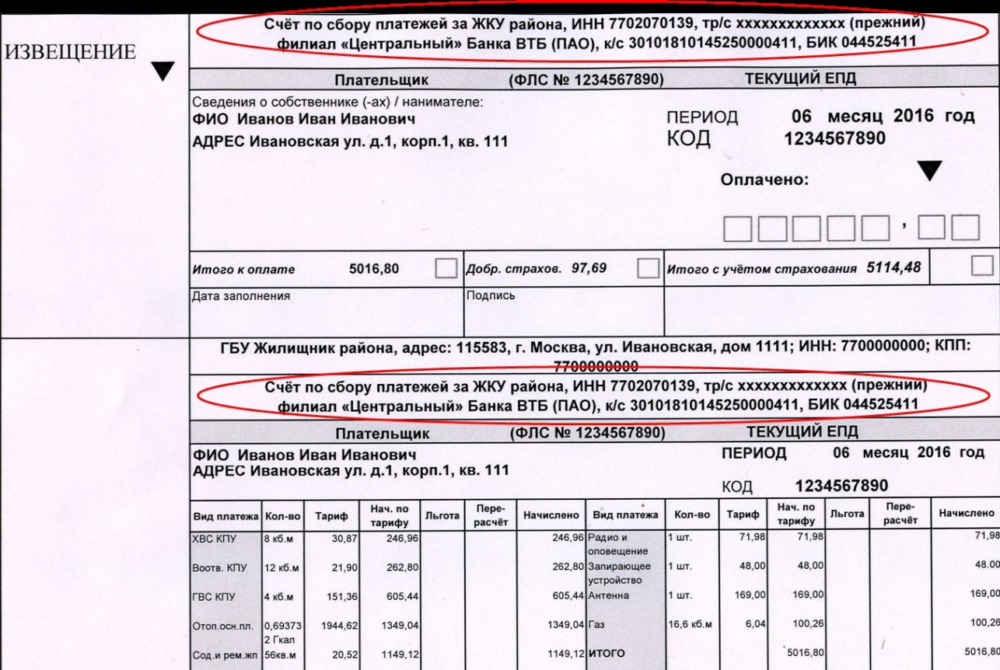 Счёт по сбору платежей за ЖКУ района, ИНН 7702070139, тр/с ххххххххххххх (прежний)
филиал «Центральный» Банка ВТБ (ПАО), к/с 30101810145250000411, БИК 044525411
ИЗВЕЩЕНИЕ
Плательщик (ФЛС № 1234567890) ТЕКУЩИЙ ЕПД
Сведения о собственнике (-ах) / нанимателе:
ФИО Иванов Иван Иванович
АДРЕС Ивановская ул. д.1, корп.1, кв. 111
ПЕРИОД 06 месяц 2016 год
КОД 1234567890
Оплачено:
,
Итого к оплате 5016,80 Добр. страхов. 97,69 Итого с учётом страхования 5114,48
Дата заполнения Подпись
ГБУ Жилищник района, адрес: 115583, г. Москва, ул. Ивановская, дом 1111; ИНН: 7700000000; КПП:
7700000000
Счёт по сбору платежей за ЖКУ района, ИНН 7702070139, тр/с ххххххххххххх (прежний)
филиал «Центральный» Банка ВТБ (ПАО), к/с 30101810145250000411, БИК 044525411
Плательщик (ФЛС № 1234567890) ТЕКУЩИЙ ЕПД
ФИО Иванов Иван Иванович
АДРЕС Ивановская ул. д.1, корп.1, кв. 111
ПЕРИОД 06 месяц 2016 год
КОД 1234567890
Вид платежа Кол-во Тариф Нач. по тарифу Льгота Пере-расчёт Начислено Вид платежа Кол-во Тариф Нач. по тарифу Льгота Пере-расчёт Начислено
ХВС КПУ 8 кб.м 30,87 246,96 246,96 Радио и оповещение 1 шт. 71,98 71,98 71,98
Воотв. КПУ 12 кб.м 21,90 262,80 262,80 Запирающее устройство 1 шт. 48,00 48,00 48.00
ГВС КПУ 4 кб.м 151,36 605,44 605,44 Антенна 1 шт. 169,00 169,00 169,00
Отоп.осн.пл. 0,69373 2 Гкал 1944,62 1349,04 1349,04 Газ 16,6 кб.м 6,04 100,26 100,26
Сод.и рем.жп 56кв.м 20,52 1149,12 1149,12 ИТОГО 5016,80 5016,80